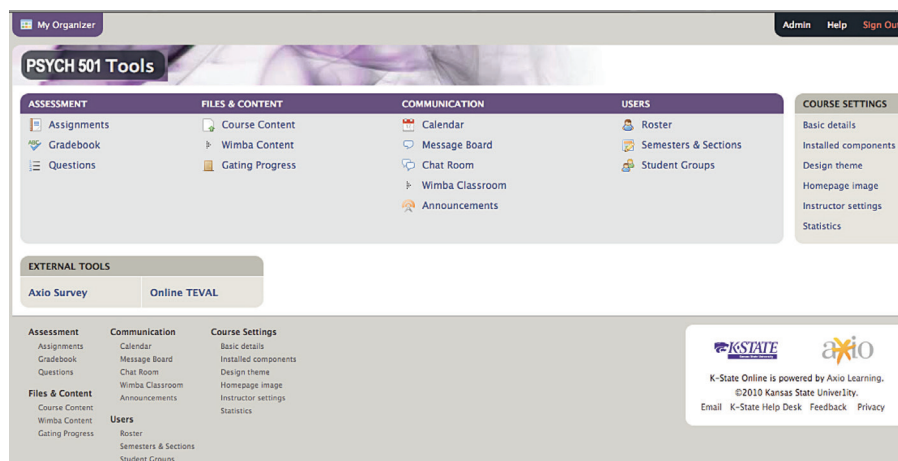 My Organizer
Admin Help Sign Out
PSYCH 501 Tools
ASSESSMENT
Assignments
Gradebook
Questions
FILES & CONTENT
Course Content
Wimba Content
Gating Progress
COMMUNICATION
Calendar
Message Board
Chat Room
Wimba Classroom
Announcements
USERS
Roster
Semesters & Sections
Student Groups
COURSE SETTINGS
Basic details
Installed components
Design theme
Homepage image
Instructor settings
Statistics
EXTERNAL TOOLS
Axio Survey Online TEVAL
Assessment
Assignments
Gradebook
Questions
Files & Content
Course Content
Wimba Content
Gating Progress
Communication
Calendar
Message Board
Chat Room
Wimba Classroom
Announcements
Users
Roster
Semesters & Sections
Student Groups
Course Settings
Basic details
Installed components
Design theme
Homepage image
Instructor settings
Statistics
K-STATE
axio
K-State Online is powered by Axio Learning.
©2010 Kansas State Univer1ity.
Email K-State Help Desk Feedback Privacy